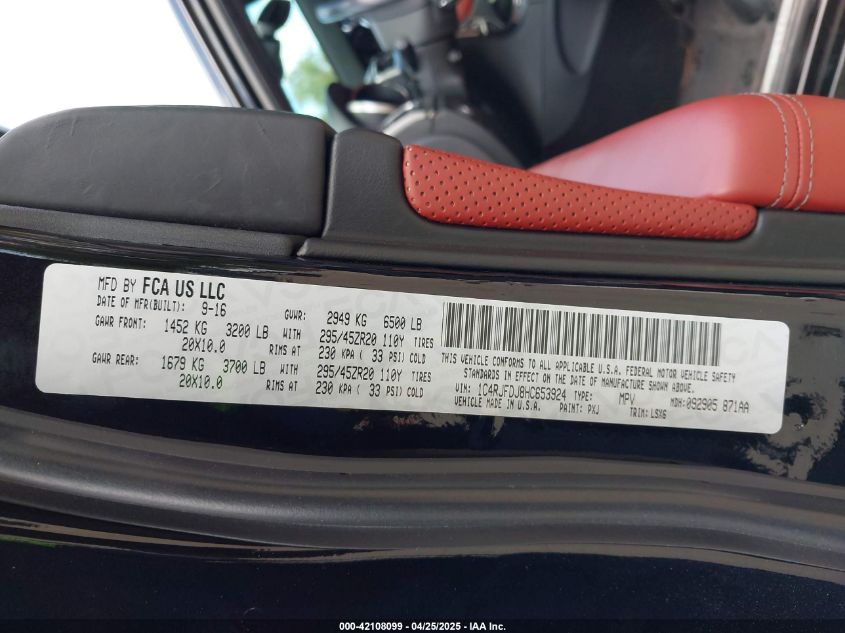 MFD BY FCA US LLC
DATE OF MFR(BUILT): 9-16 GVWR: 2949 KG 6500 LB
GAWR FRONT: 1452 KG 3200 LB WITH 295/45ZR20 110Y TIRES
20X10.0 RIMS AT 230 KPA ( 33 PSI) COLD
GAWR REAR: 1679 KG 3700 LB WITH 295/45ZR20 110Y TIRES
20X10.0 RIMS AT 230 KPA ( 33 PSI) COLD
THIS VEHICLE CONFORMS TO ALL APPLICABLE U.S.A. FEDERAL MOTOR VEHICLE SAFETY
STANDARDS IN EFFECT ON THE DATE OF MANUFACTURE SHOWN ABOVE.
VIN: 1C4RJFDJ8HC653924 TYPE: MPV MDH:092905 871AA
VEHICLE MADE IN U.S.A. PAINT: PXJ TRIM: LSX6
000-42108099 - 04/25/2025 - IAA Inc.